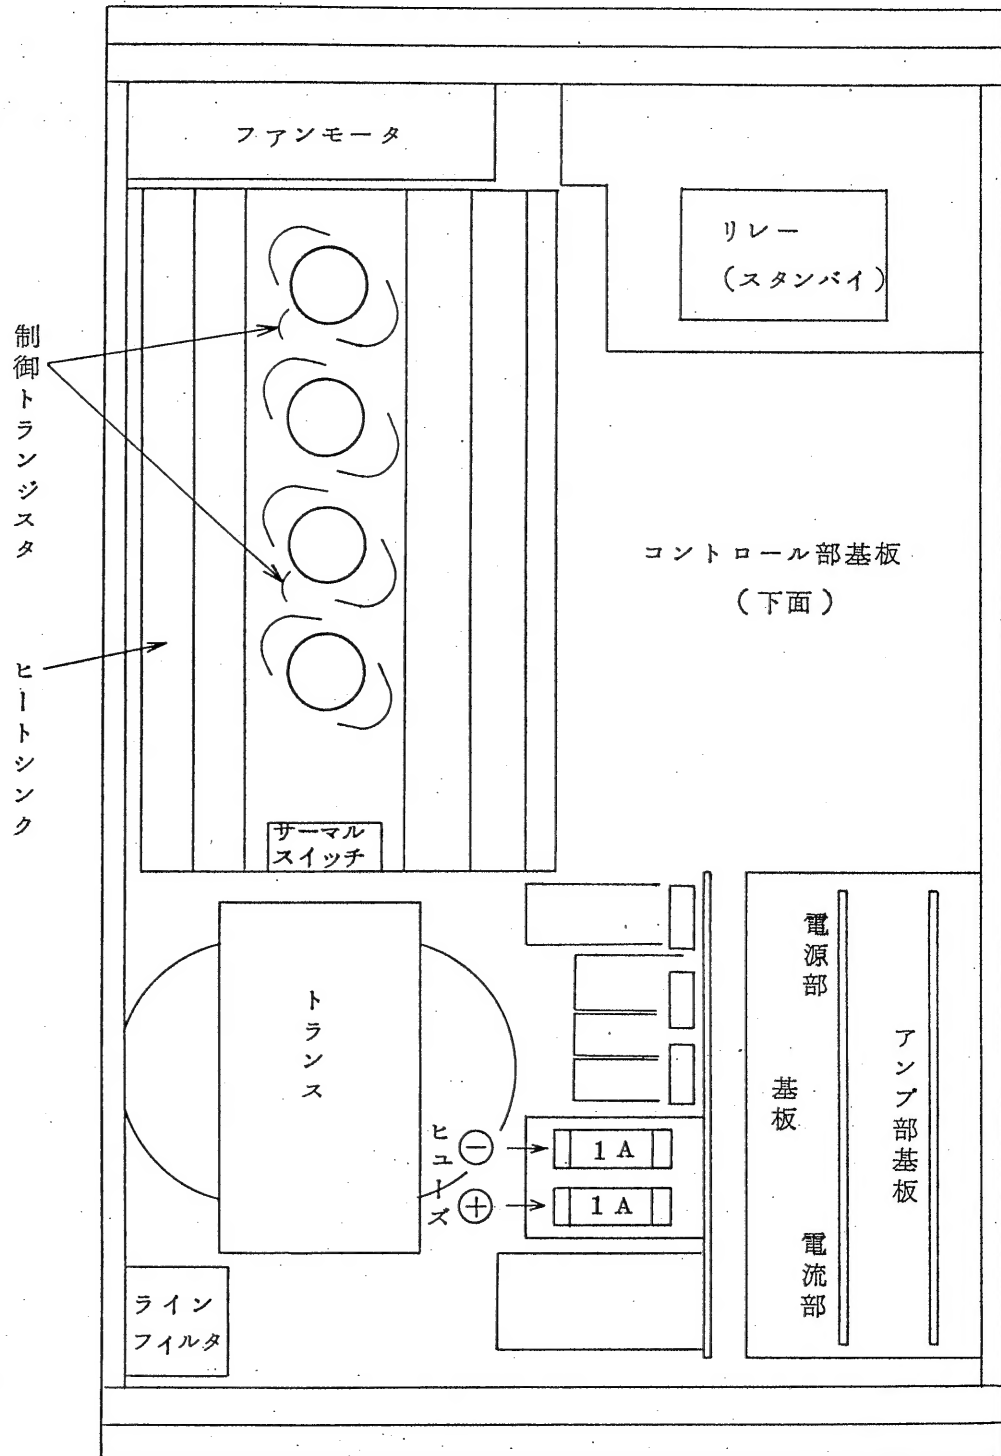 ファンモータ
リレー
(スタンバイ)
制御トランジスタ
コントロール部基板
(下面)
ヒートシンク
サーマル
スイッチ
トランス
ヒューズ
⊖
1A
⊕
1A
電源部
電流部
基板
アンプ部基板
ライン
フィルタ